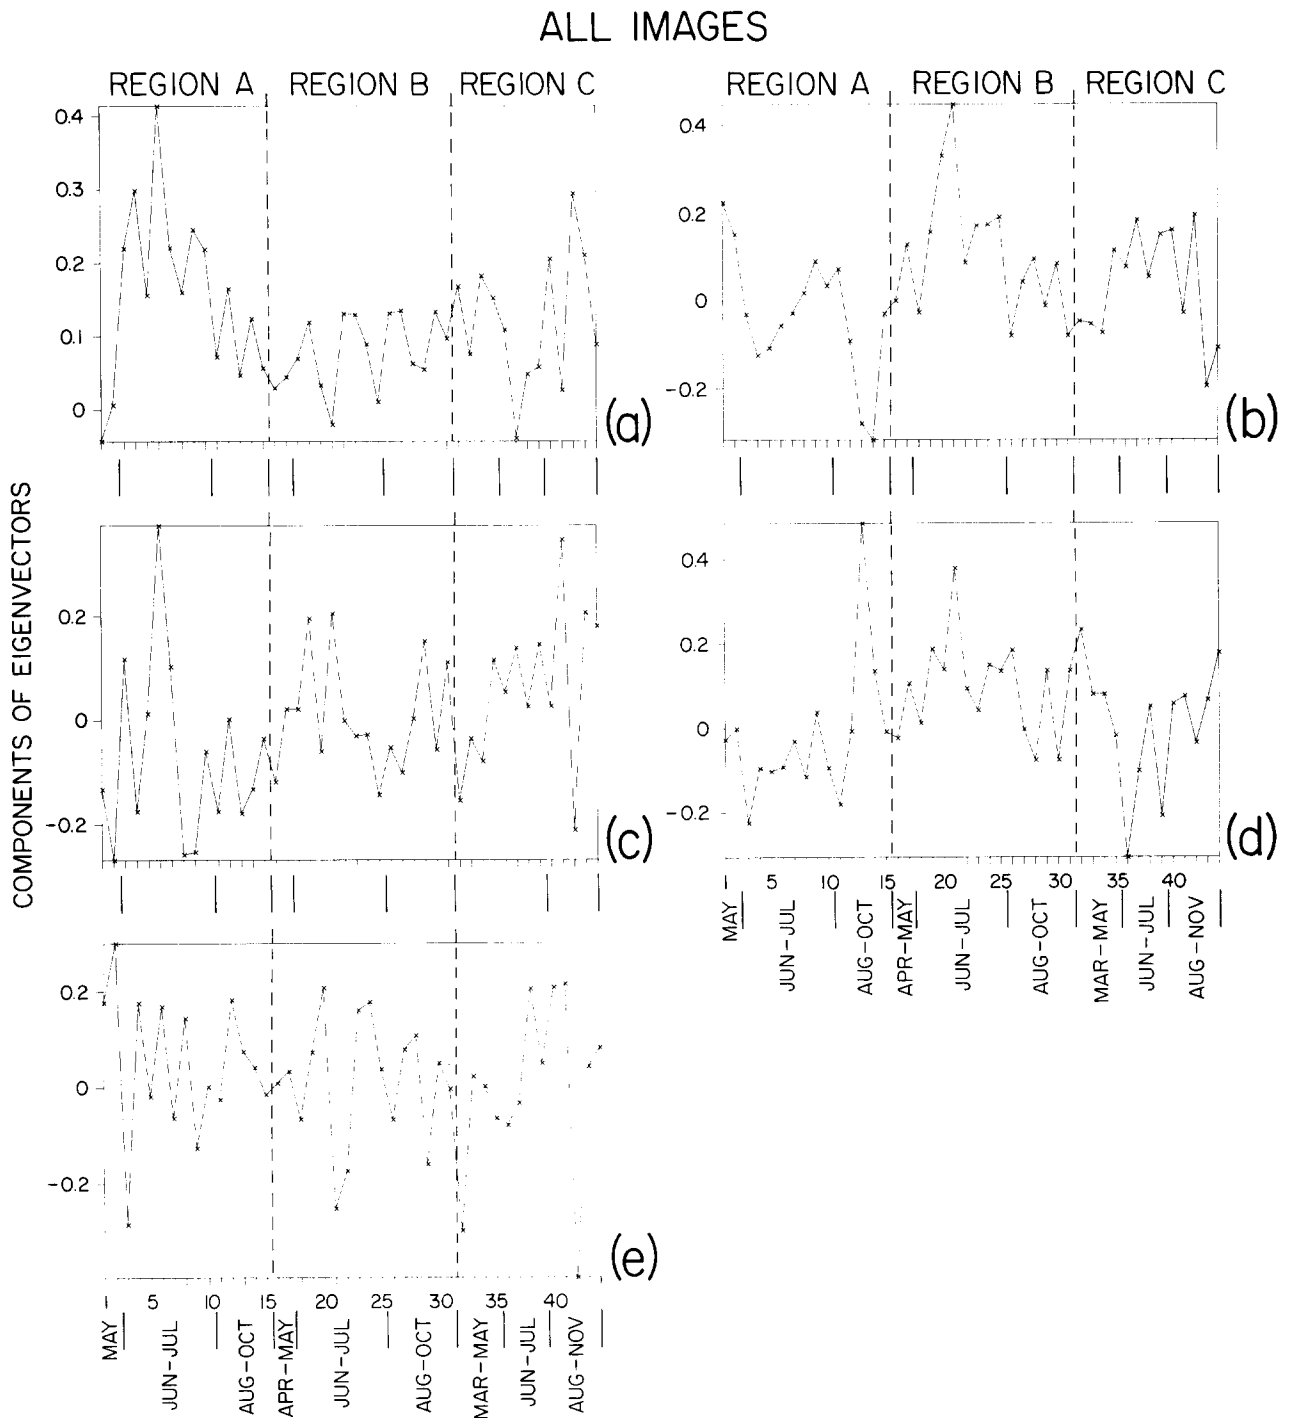 ALL IMAGES
REGION A REGION B REGION C
REGION A REGION B REGION C
0.4
0.3
0.2
0.1
0
(a)
0.4
0.2
0
-0.2
(b)
COMPONENTS OF EIGENVECTORS
0.2
0
-0.2
(c)
0.4
0.2
0
-0.2
(d)
1 5 10 15 20 25 30 35 40
MAY JUN-JUL AUG-OCT APR-MAY JUN-JUL AUG-OCT MAR-MAY JUN-JUL AUG-NOV
0.2
0
-0.2
(e)
1 5 10 15 20 25 30 35 40
MAY JUN-JUL AUG-OCT APR-MAY JUN-JUL AUG-OCT MAR-MAY JUN-JUL AUG-NOV